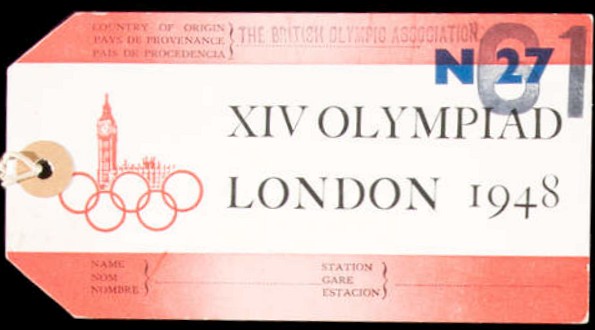 COUNTRY OF ORIGIN
PAYS DE PROVENANCE
PAIS DE PROCEDENCIA
THE BRITISH OLYMPIC ASSOCIATION.
61
N 27
XIV OLYMPIAD
LONDON 1948
NAME
NOM
NOMBRE
STATION
GARE
ESTACION